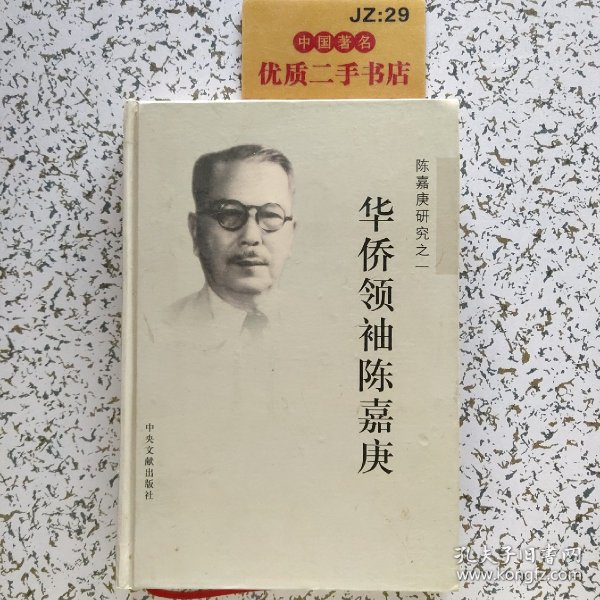 JZ:29
中国著名
优质二手书店
陈嘉庚研究之一
华侨领袖陈嘉庚
中央文献出版社
孔夫子旧书网
www.kongfz.com